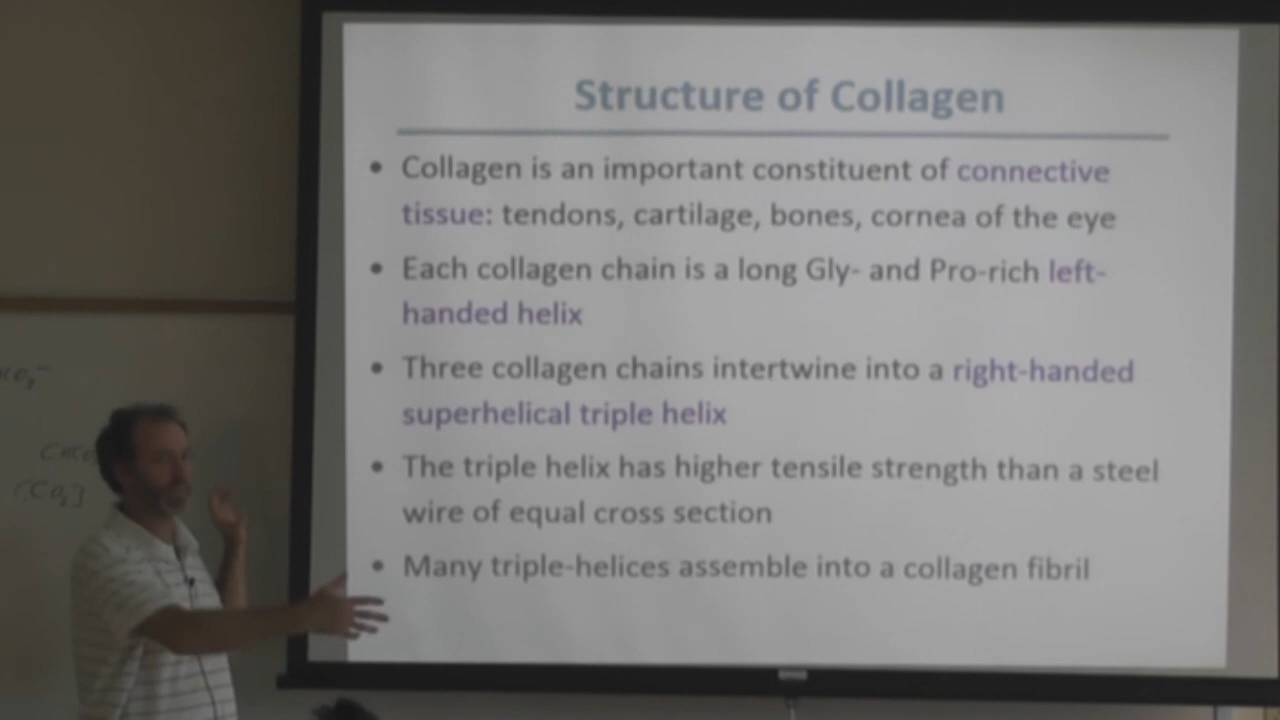 Structure of Collagen
• Collagen is an important constituent of connective
tissue: tendons, cartilage, bones, cornea of the eye
• Each collagen chain is a long Gly- and Pro-rich left-
handed helix
• Three collagen chains intertwine into a right-handed
superhelical triple helix
• The triple helix has higher tensile strength than a steel
wire of equal cross section
• Many triple-helices assemble into a collagen fibril